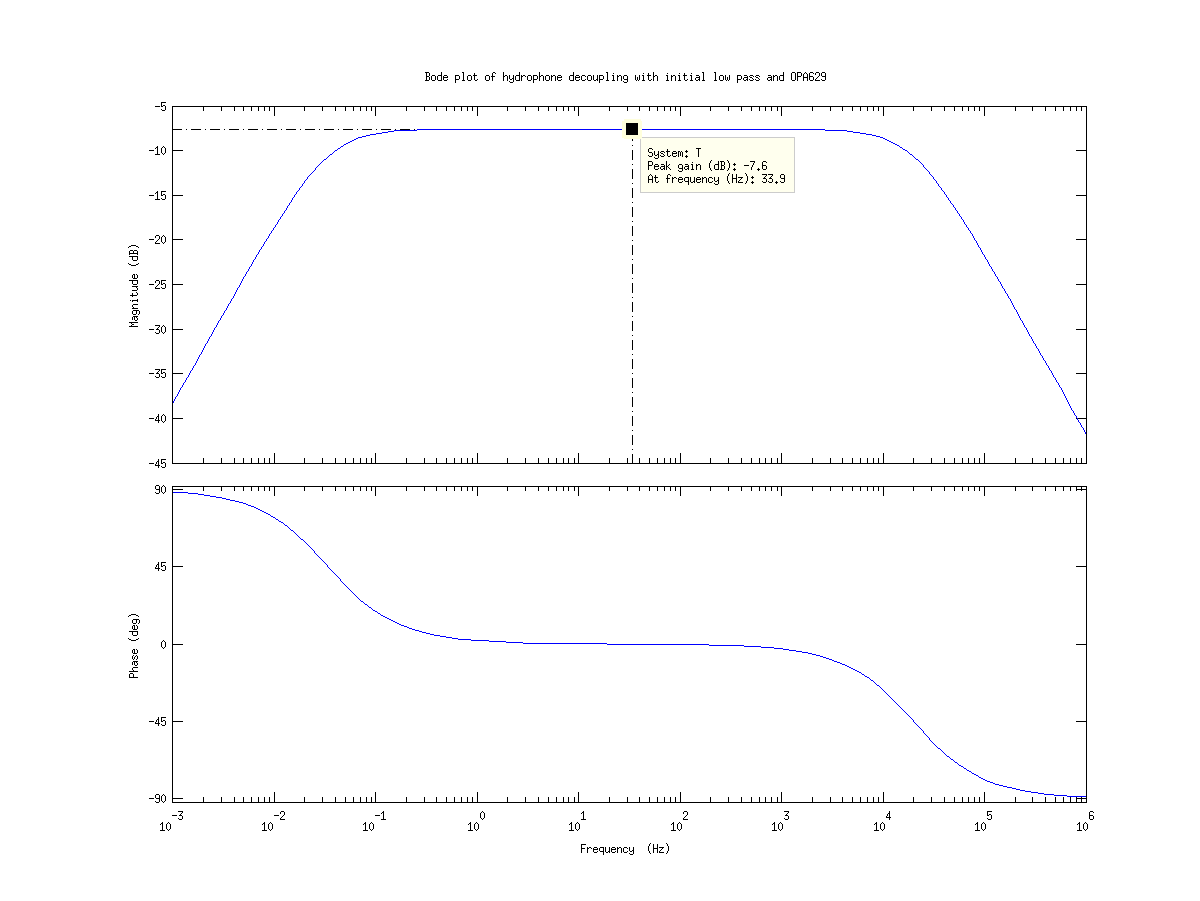 Bode plot of hydrophone decoupling with initial low pass and OPA629
-5
-10
-15
-20
-25
-30
-35
-40
-45
Magnitude (dB)
System: T
Peak gain (dB): -7.6
At frequency (Hz): 33.9
90
45
0
-45
-90
Phase (deg)
10^-3 10^-2 10^-1 10^0 10^1 10^2 10^3 10^4 10^5 10^6
Frequency (Hz)